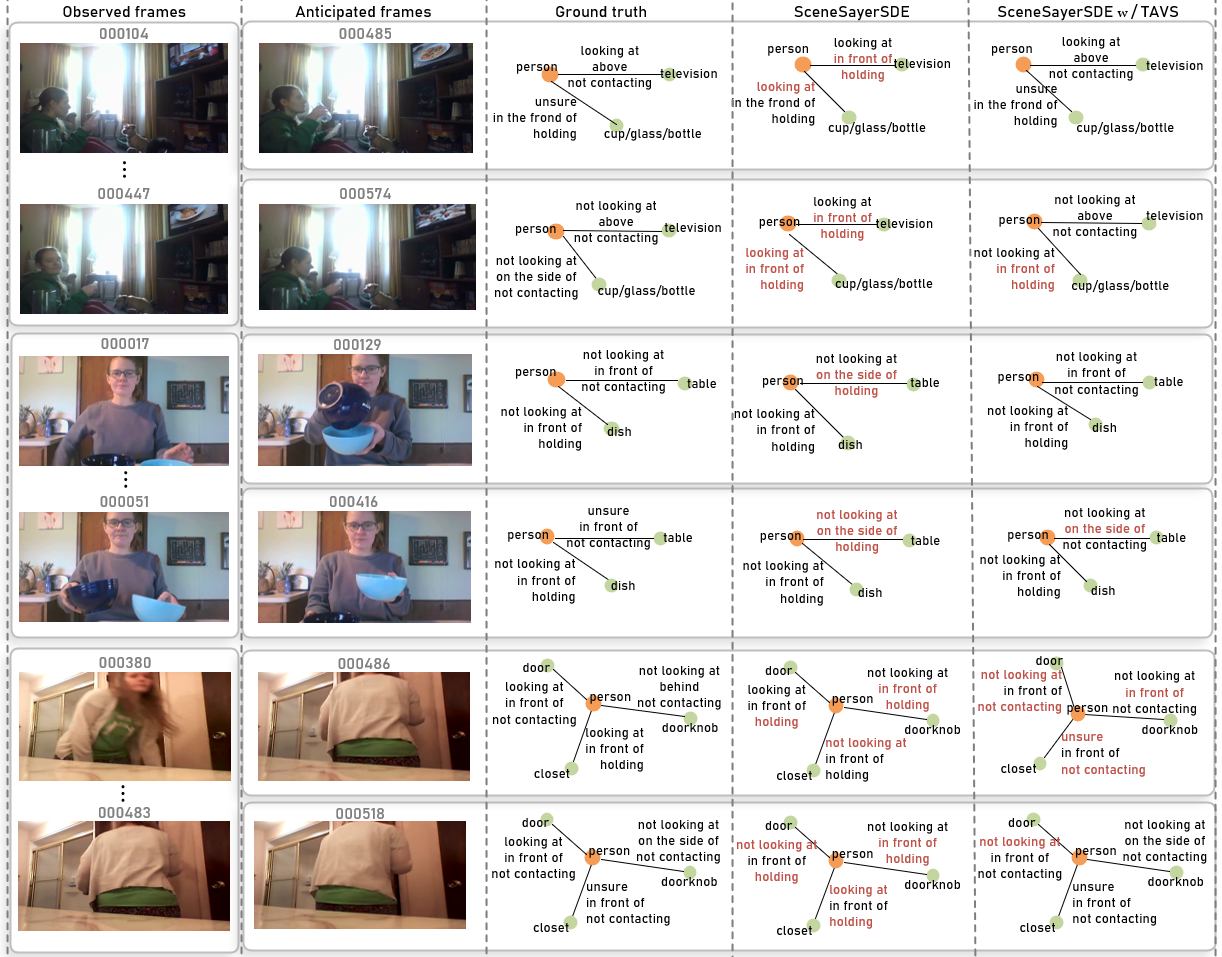 Observed frames
Anticipated frames
Ground truth
SceneSayerSDE
SceneSayerSDE w / TAVS
000104
000447
000485
person
looking at
above
not contacting
television
unsure
in the frond of
holding
cup/glass/bottle
person
looking at
in front of
holding
television
looking at
in the frond of
holding
cup/glass/bottle
person
looking at
above
not contacting
television
unsure
in the frond of
holding
cup/glass/bottle
000574
person
not looking at
above
not contacting
television
not looking at
on the side of
not contacting
cup/glass/bottle
person
looking at
in front of
holding
television
looking at
in front of
holding
cup/glass/bottle
person
not looking at
above
not contacting
television
not looking at
in front of
holding
cup/glass/bottle
000017
000051
000129
person
not looking at
in front of
not contacting
table
not looking at
in front of
holding
dish
person
not looking at
on the side of
holding
table
not looking at
in front of
holding
dish
person
not looking at
in front of
not contacting
table
not looking at
in front of
holding
dish
000416
person
unsure
in front of
not contacting
table
not looking at
in front of
holding
dish
person
not looking at
on the side of
holding
table
not looking at
in front of
holding
dish
person
not looking at
on the side of
not contacting
table
not looking at
in front of
holding
dish
000380
000483
000486
door
looking at
in front of
not contacting
person
not looking at
behind
not contacting
doorknob
looking at
in front of
holding
closet
door
looking at
in front of
holding
person
not looking at
in front of
holding
doorknob
not looking at
in front of
holding
closet
door
not looking at
in front of
not contacting
person
not looking at
in front of
not contacting
doorknob
unsure
in front of
not contacting
closet
000518
door
looking at
in front of
not contacting
person
not looking at
on the side of
not contacting
doorknob
unsure
in front of
not contacting
closet
door
not looking at
in front of
holding
person
not looking at
in front of
holding
doorknob
looking at
in front of
holding
closet
door
not looking at
in front of
not contacting
person
not looking at
on the side of
not contacting
doorknob
unsure
in front of
not contacting
closet